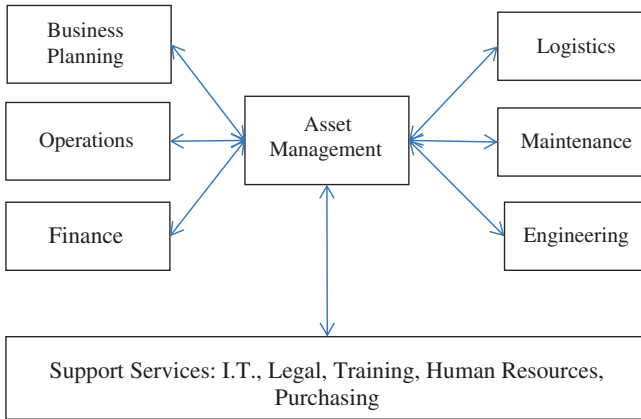 Business
Planning
Logistics
Asset
Management
Operations
Maintenance
Finance
Engineering
Support Services: I.T., Legal, Training, Human Resources,
Purchasing